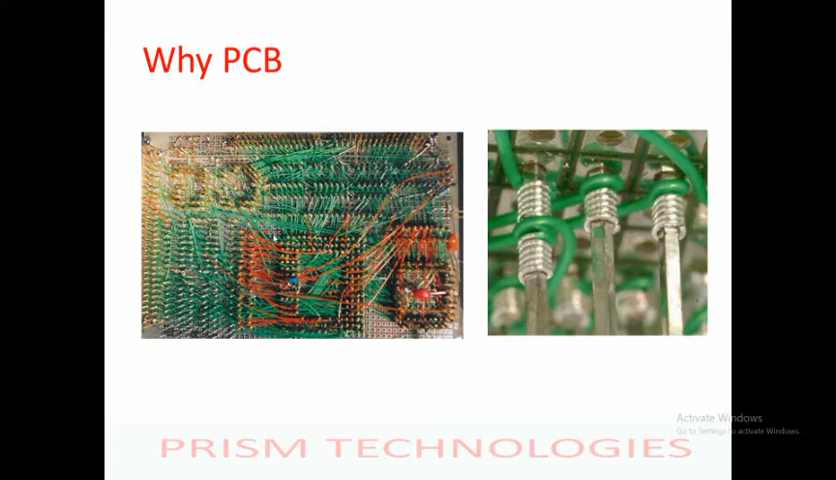 Why PCB
Activate Windows
Go to Settings to activate Windows.
PRISM TECHNOLOGIES